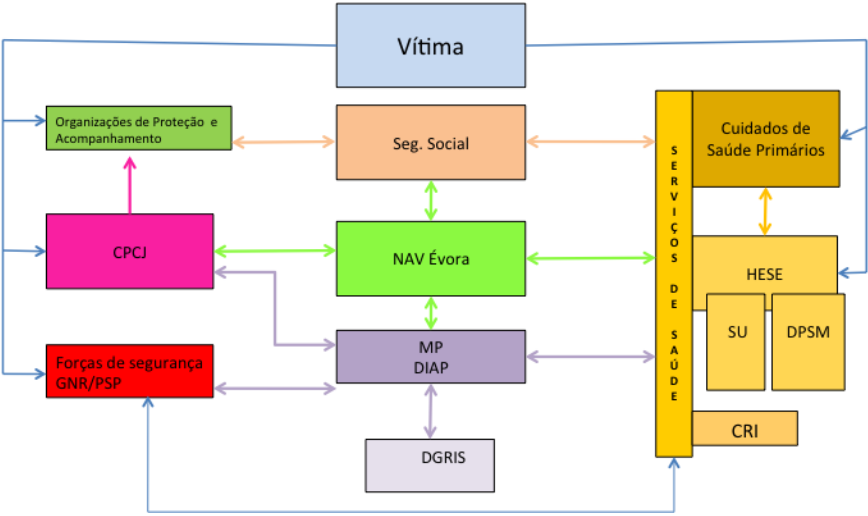 Vítima
Organizações de Proteção e
Acompanhamento
Seg. Social
Cuidados de
Saúde Primários
SERVIÇOS DE SAÚDE
CPCJ
NAV Évora
HESE
SU
DPSM
MP
DIAP
Forças de segurança
GNR/PSP
CRI
DGRIS